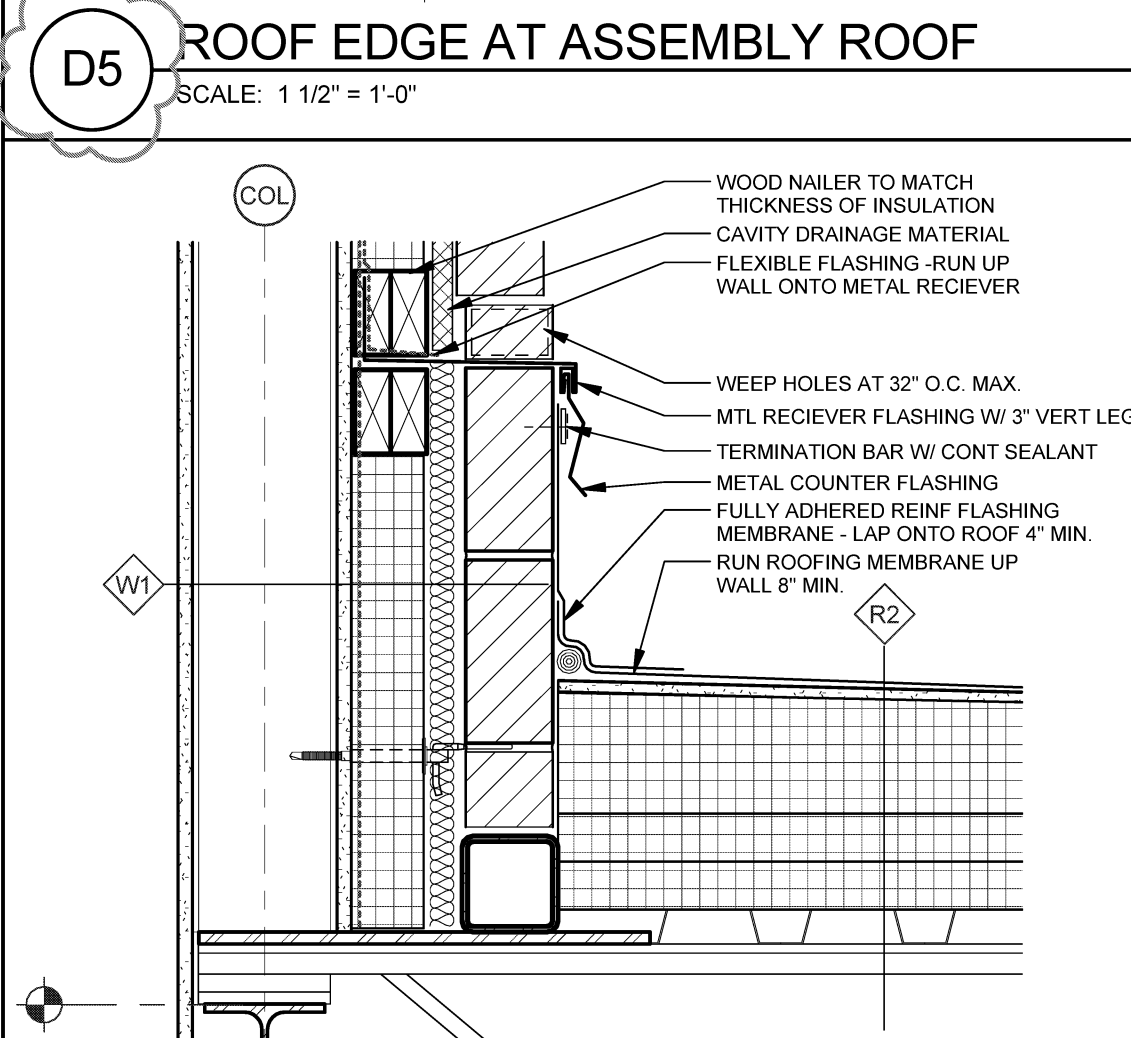 D5
ROOF EDGE AT ASSEMBLY ROOF
SCALE: 1 1/2" = 1'-0"
COL
WOOD NAILER TO MATCH
THICKNESS OF INSULATION
CAVITY DRAINAGE MATERIAL
FLEXIBLE FLASHING -RUN UP
WALL ONTO METAL RECIEVER
WEEP HOLES AT 32" O.C. MAX.
MTL RECIEVER FLASHING W/ 3" VERT LEG
TERMINATION BAR W/ CONT SEALANT
METAL COUNTER FLASHING
FULLY ADHERED REINF FLASHING
MEMBRANE - LAP ONTO ROOF 4" MIN.
RUN ROOFING MEMBRANE UP
WALL 8" MIN.
W1
R2